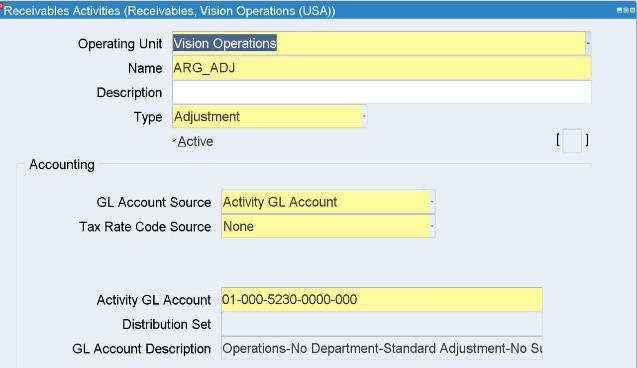 Receivables Activities (Receivables, Vision Operations (USA))
Operating Unit Vision Operations
Name ARG_ADJ
Description
Type Adjustment
Active [ ]
Accounting
GL Account Source Activity GL Account
Tax Rate Code Source None
Activity GL Account 01-000-5230-0000-000
Distribution Set
GL Account Description Operations-No Department-Standard Adjustment-No Su